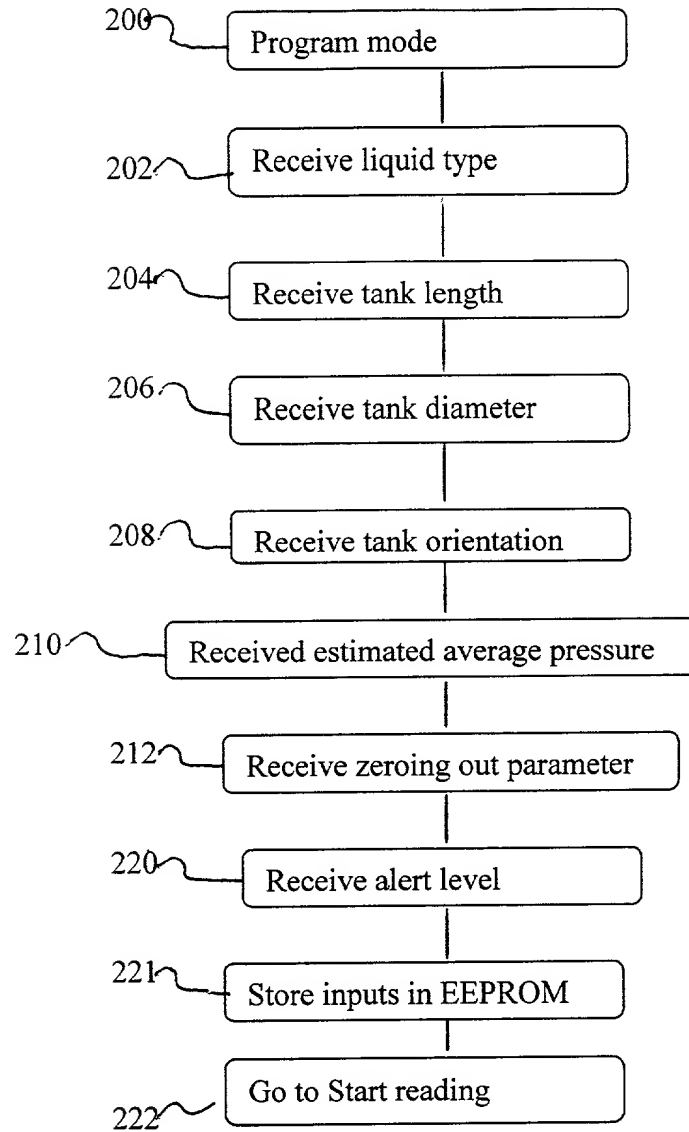 200
Program mode
202
Receive liquid type
204
Receive tank length
206
Receive tank diameter
208
Receive tank orientation
210
Received estimated average pressure
212
Receive zeroing out parameter
220
Receive alert level
221
Store inputs in EEPROM
Go to Start reading
222